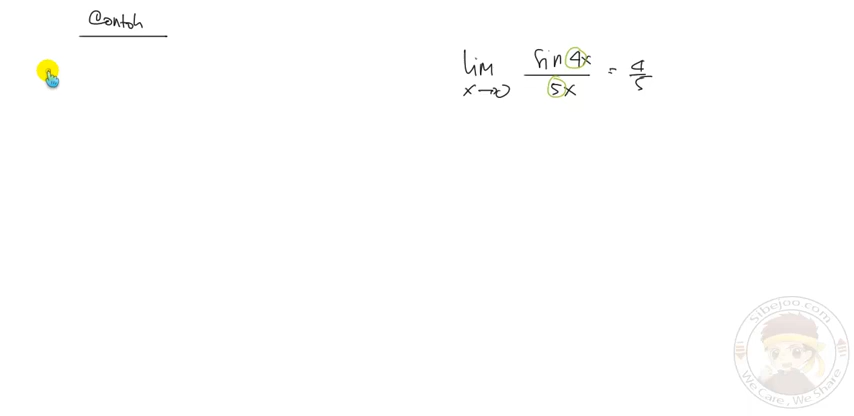 Contoh
lim x→0 sin 4x / 5x = 4/5
Sibejoo.com
We Care, We Share